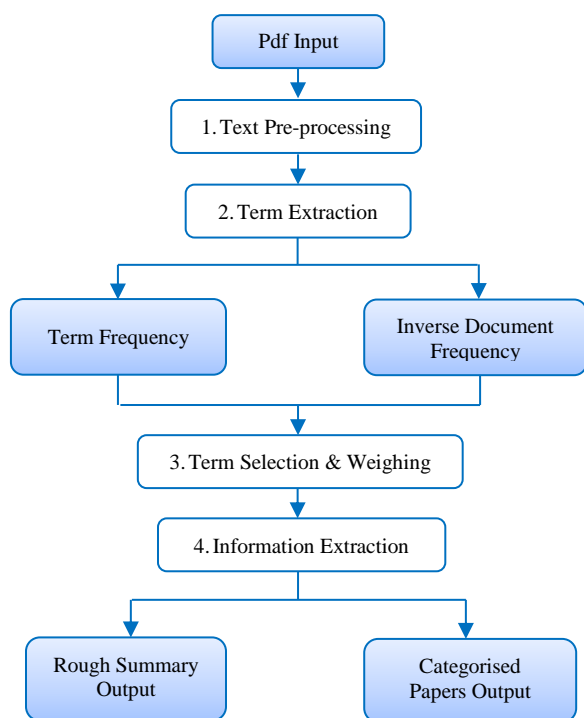 Pdf Input
1. Text Pre-processing
2. Term Extraction
Term Frequency
Inverse Document
Frequency
3. Term Selection & Weighing
4. Information Extraction
Rough Summary
Output
Categorised
Papers Output